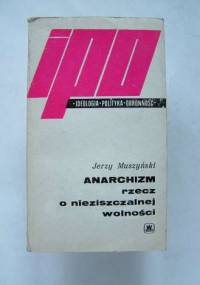 ipo
• IDEOLOGIA • POLITYKA • OBRONNOŚĆ •
Jerzy Muszyński
ANARCHIZM
rzecz
o nieziszczalnej
wolności